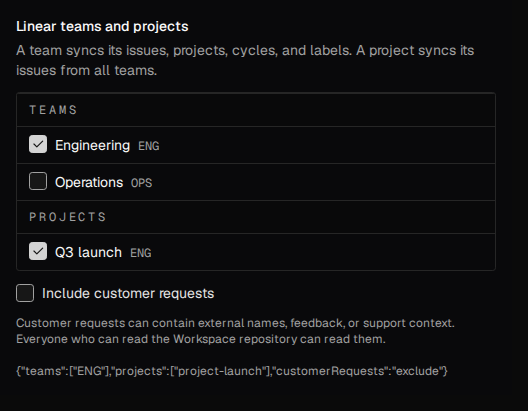 Linear teams and projects
A team syncs its issues, projects, cycles, and labels. A project syncs its
issues from all teams.
TEAMS
Engineering ENG
Operations OPS
PROJECTS
Q3 launch ENG
Include customer requests
Customer requests can contain external names, feedback, or support context.
Everyone who can read the Workspace repository can read them.
{"teams":["ENG"],"projects":["project-launch"],"customerRequests":"exclude"}